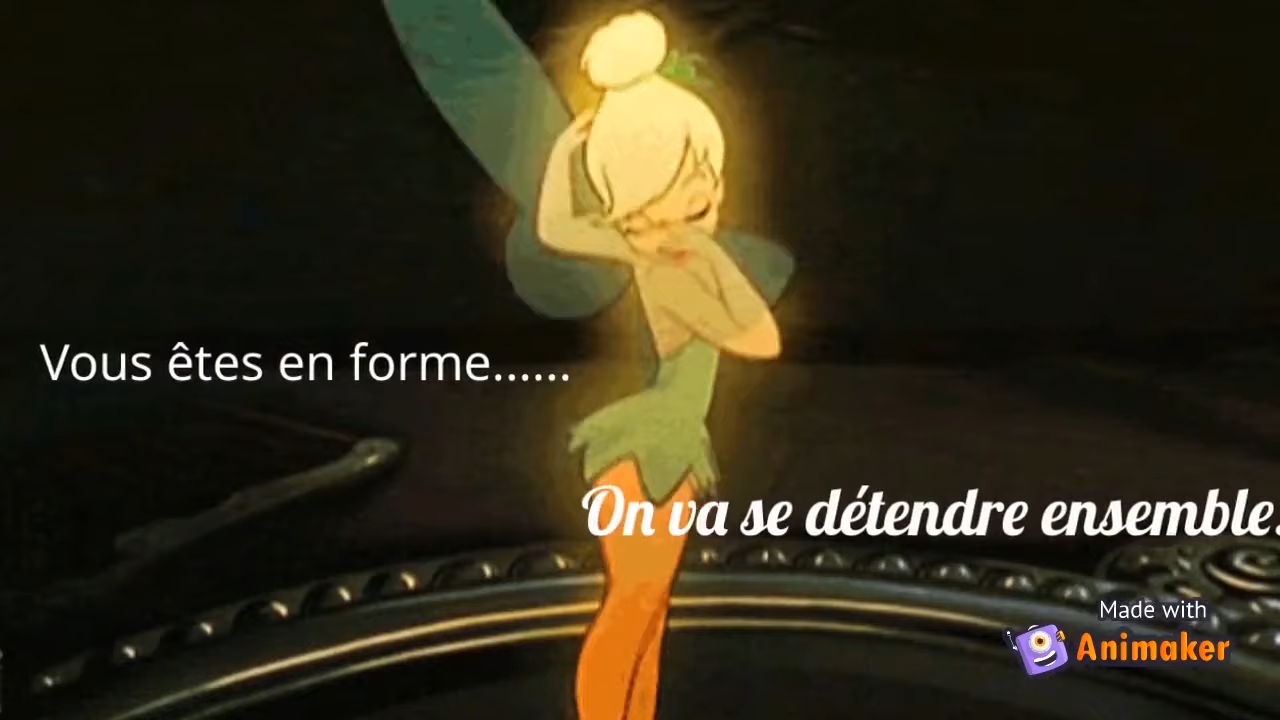 Vous êtes en forme......
On va se détendre ensemble.
Made with
Animaker